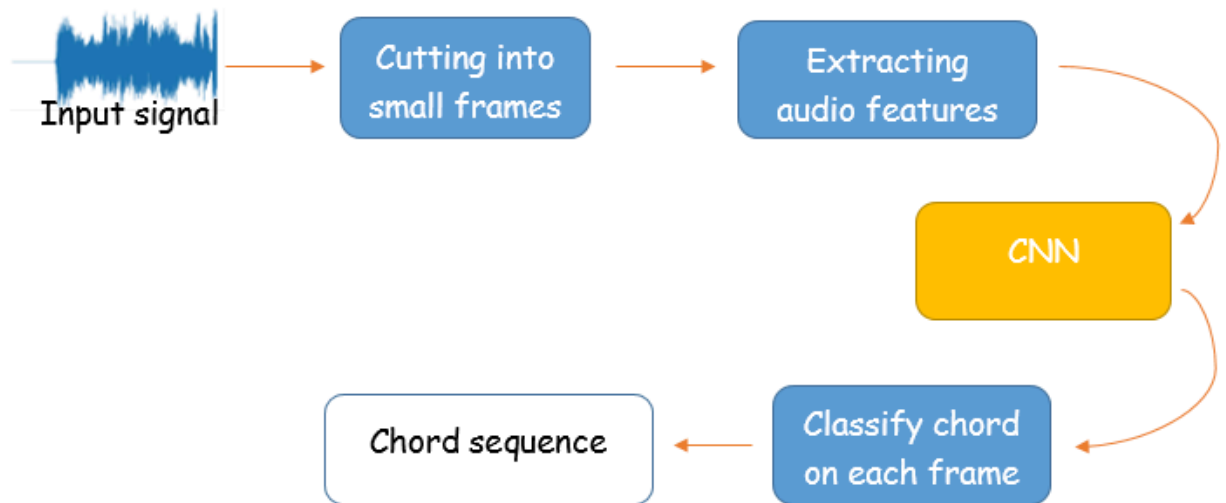 Input signal
Cutting into
small frames
Extracting
audio features
CNN
Classify chord
on each frame
Chord sequence